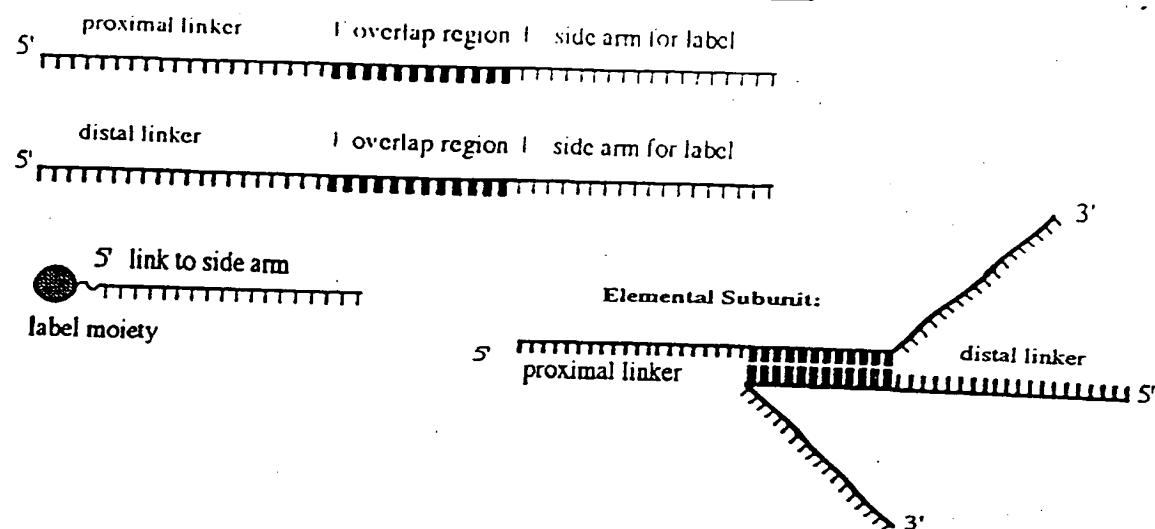 proximal linker | overlap region | side arm for label
5'
distal linker | overlap region | side arm for label
5'
5' link to side arm
label moiety
Elemental Subunit:
3'
5' proximal linker
distal linker
5'
3'